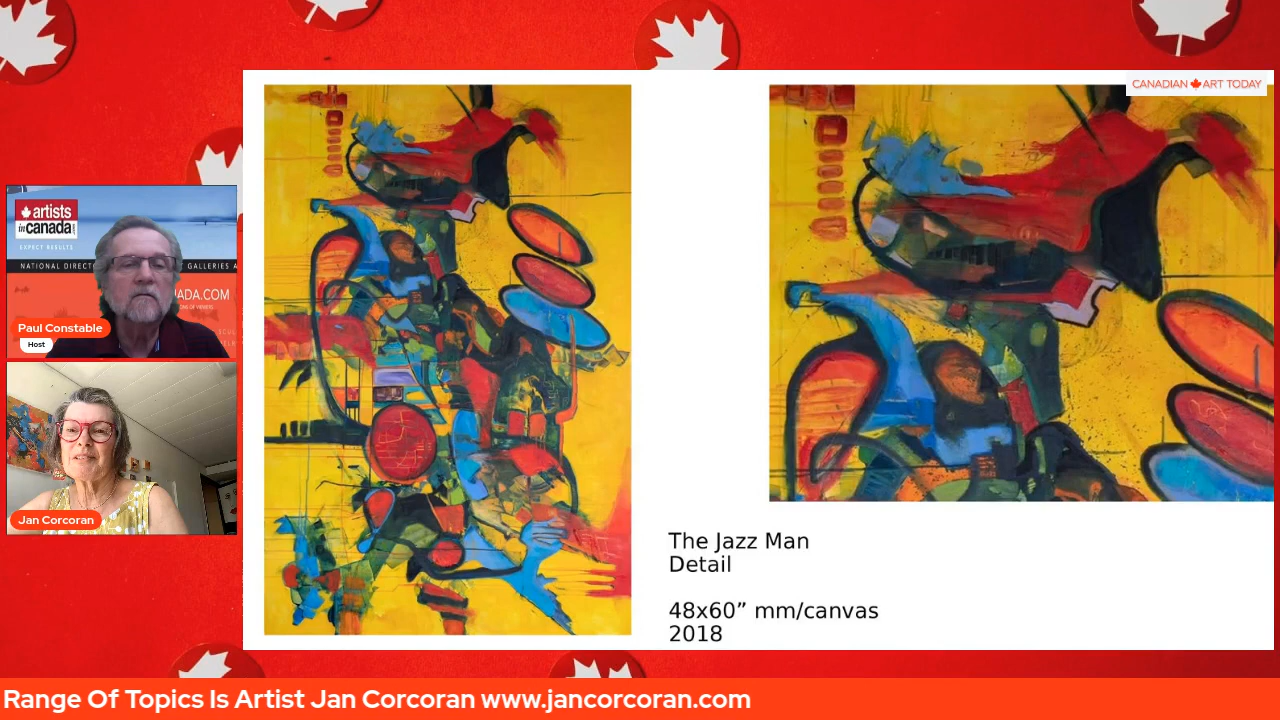 CANADIAN ART TODAY
artists
in canada
EXPECT RESULTS
NATIONAL DIRECT
GALLERIES A
ADA.COM
Paul Constable
Host
Jan Corcoran
The Jazz Man
Detail
48x60” mm/canvas
2018
Range Of Topics Is Artist Jan Corcoran www.jancorcoran.com